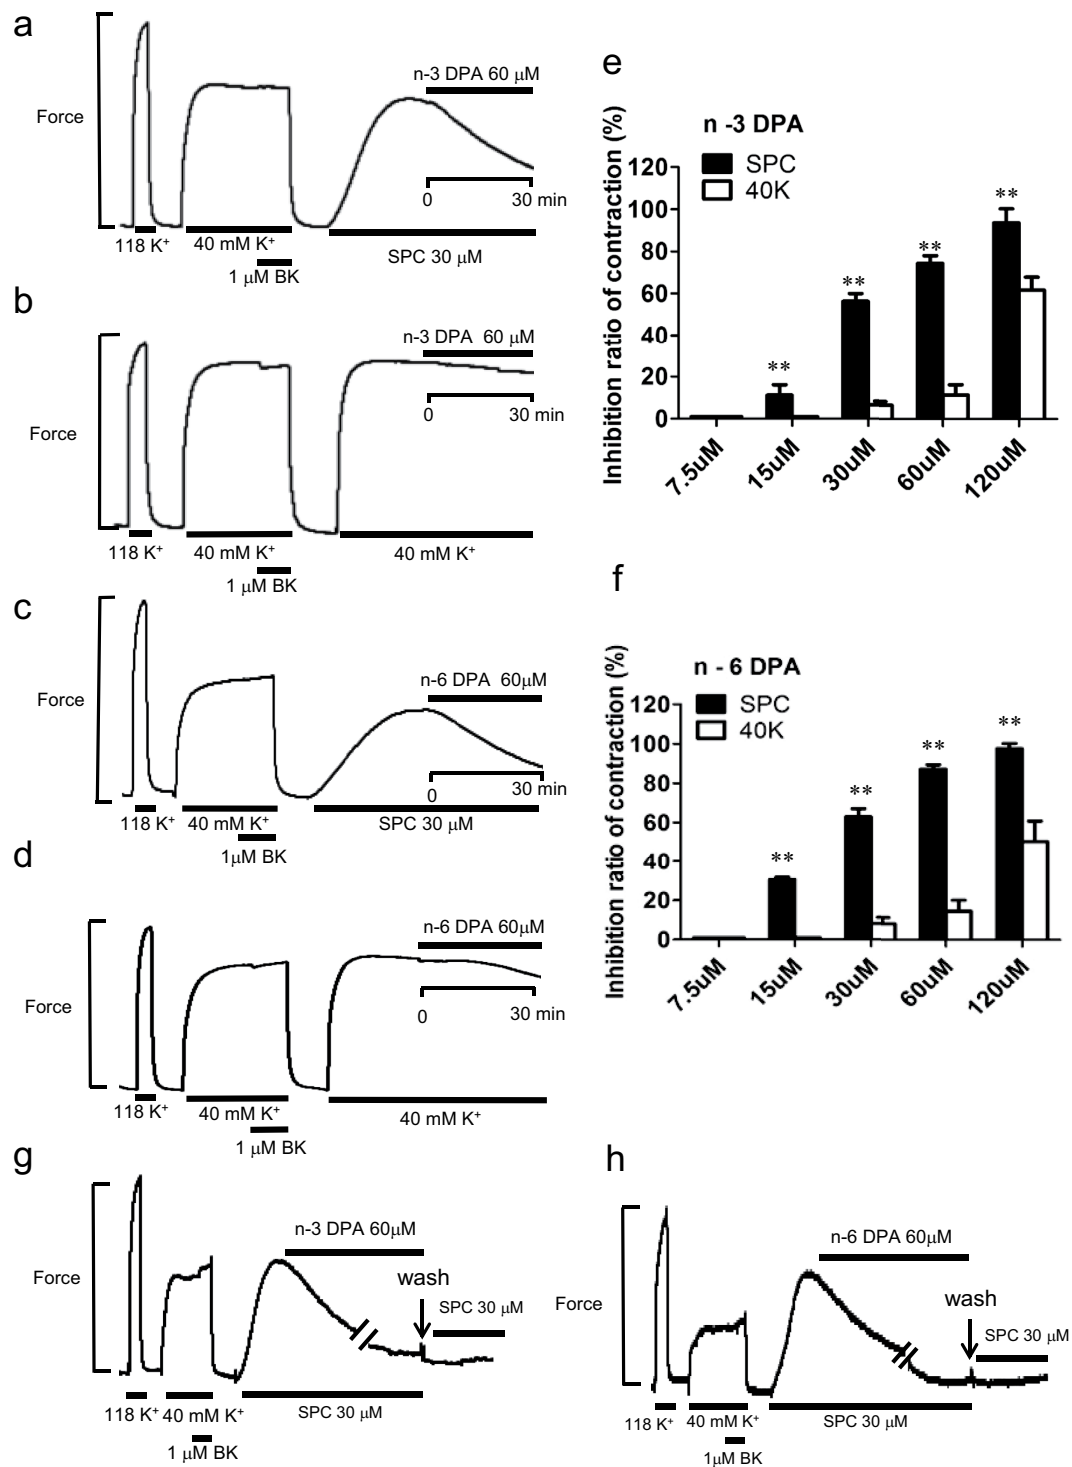 a
n-3 DPA 60 μM
Force
0 30 min
118 K⁺ 40 mM K⁺ SPC 30 μM
1 μM BK
b
n-3 DPA 60 μM
0 30 min
Force
118 K⁺ 40 mM K⁺ 40 mM K⁺
1 μM BK
c
n-6 DPA 60μM
Force
0 30 min
118 K⁺ 40 mM K⁺ SPC 30 μM
1μM BK
d
n-6 DPA 60μM
Force
0 30 min
118 K⁺ 40 mM K⁺ 40 mM K⁺
1 μM BK
e
Inhibition ratio of contraction (%)
n -3 DPA
SPC
40K
120
100
80
60
40
20
0
** ** ** **
7.5uM 15uM 30uM 60uM 120uM
f
Inhibition ratio of contraction (%)
n - 6 DPA
SPC
40K
120
100
80
60
40
20
0
** ** ** **
7.5uM 15uM 30uM 60uM 120uM
g
n-3 DPA 60μM
Force
wash
SPC 30 μM
118 K⁺ 40 mM K⁺ SPC 30 μM
1 μM BK
h
n-6 DPA 60μM
Force
wash
SPC 30 μM
118 K⁺ 40 mM K⁺ SPC 30 μM
1μM BK